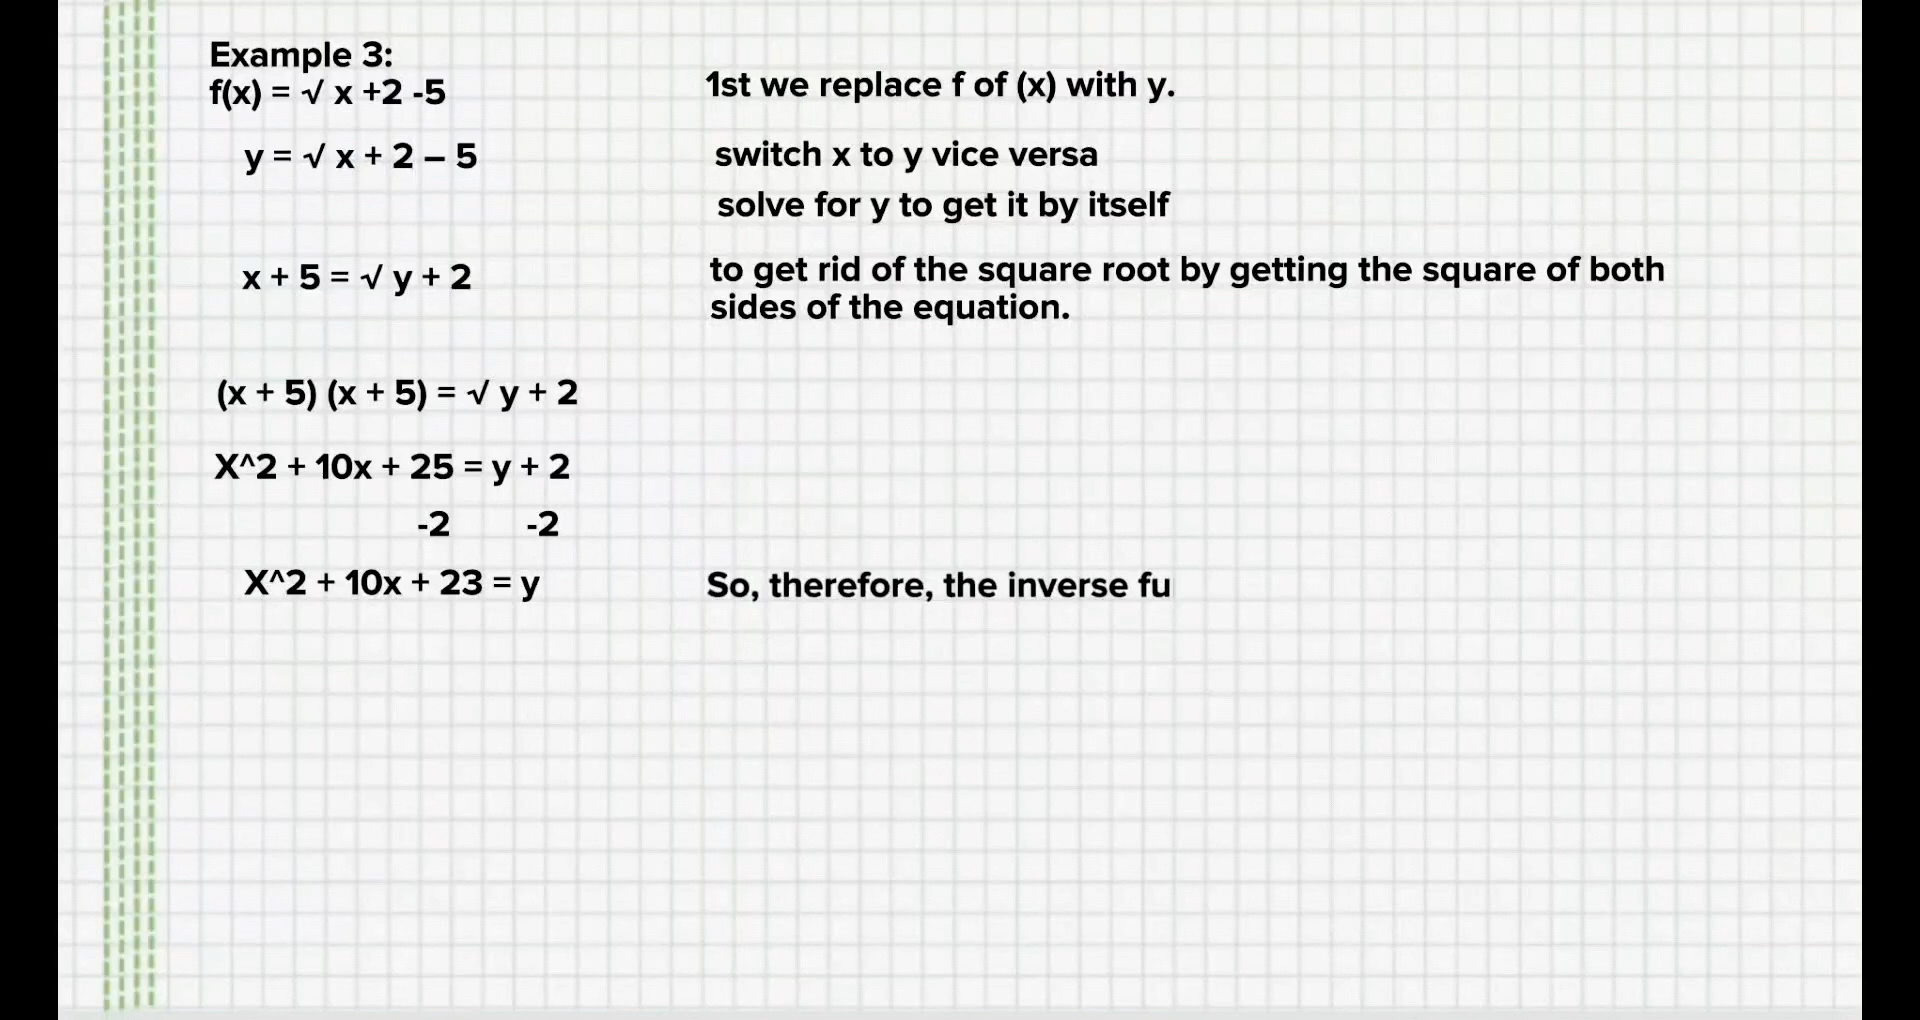 Example 3:
f(x) = √ x +2 -5
1st we replace f of (x) with y.
y = √ x + 2 – 5
switch x to y vice versa
solve for y to get it by itself
x + 5 = √ y + 2
to get rid of the square root by getting the square of both
sides of the equation.
(x + 5) (x + 5) = √ y + 2
X^2 + 10x + 25 = y + 2
-2 -2
X^2 + 10x + 23 = y
So, therefore, the inverse fu